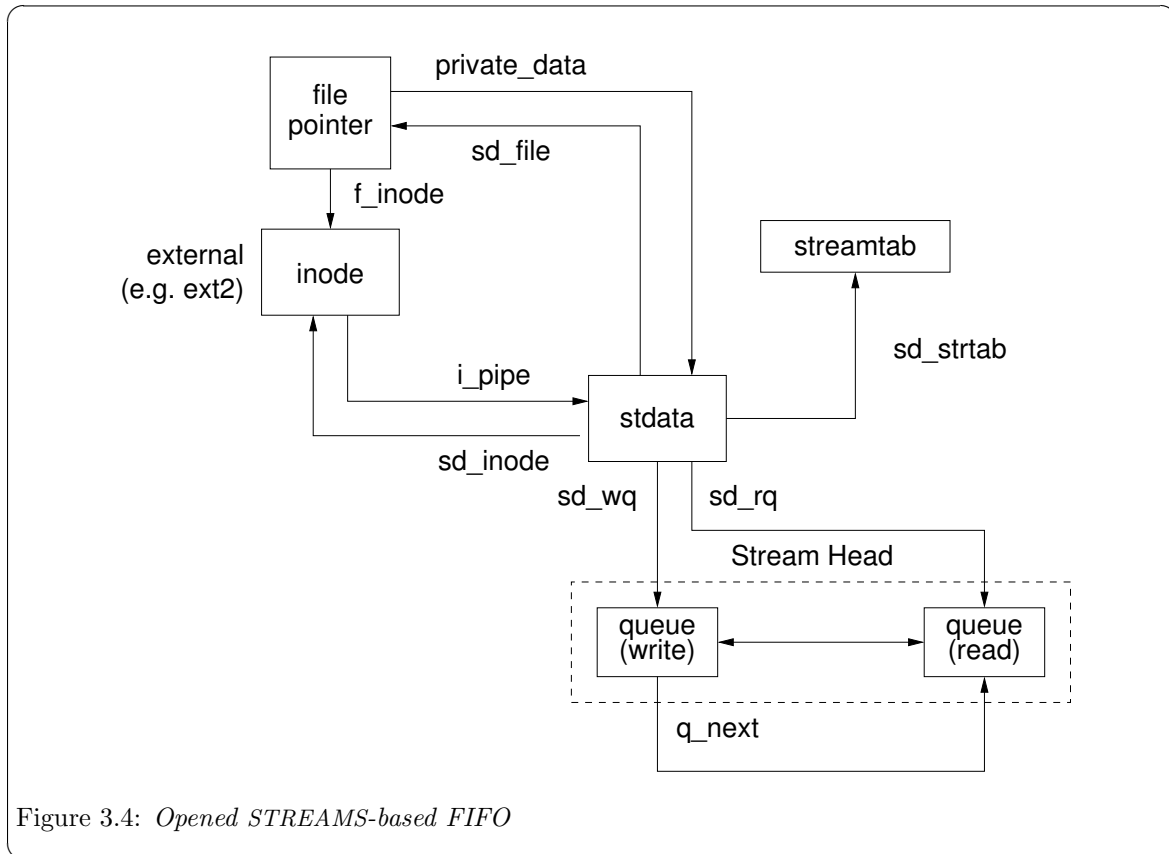 private_data
file
pointer
sd_file
f_inode
external
(e.g. ext2)
inode
streamtab
sd_strtab
i_pipe
stdata
sd_inode
sd_wq
sd_rq
Stream Head
queue
(write)
queue
(read)
q_next
Figure 3.4: Opened STREAMS-based FIFO